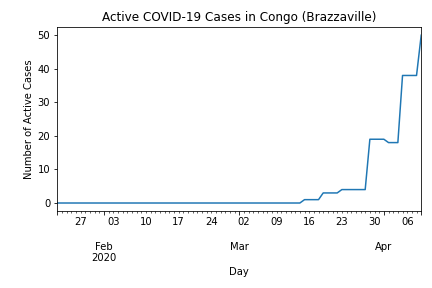 Active COVID-19 Cases in Congo (Brazzaville)
50
40
30
20
10
0
Number of Active Cases
27 03 10 17 24 02 09 16 23 30 06
Feb Mar Apr
2020
Day